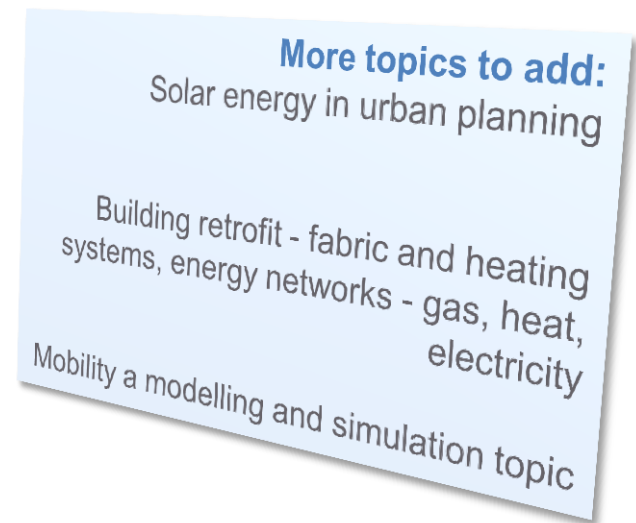 More topics to add:
Solar energy in urban planning
Building retrofit - fabric and heating
systems, energy networks - gas, heat,
electricity
Mobility a modelling and simulation topic